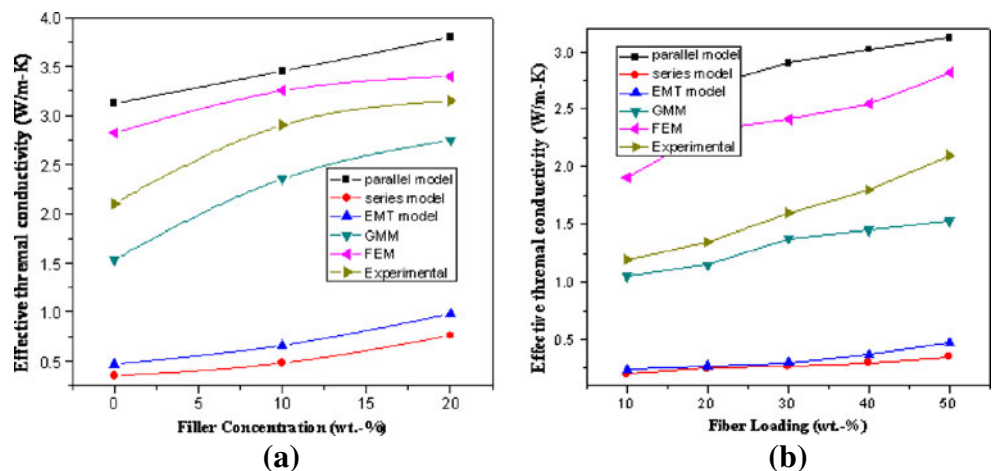 Effective thremal conductivity (W/m-K)
4.0
3.5
3.0
2.5
2.0
1.5
1.0
0.5
parallel model
series model
EMT model
GMM
FEM
Experimental
0 5 10 15 20
Filler Concentration (wt.-%)
(a)
Effective thremal conductivity (W/m-K)
3.0
2.5
2.0
1.5
1.0
0.5
parallel model
series model
EMT model
GMM
FEM
Experimental
10 20 30 40 50
Fiber Loading (wt.-%)
(b)